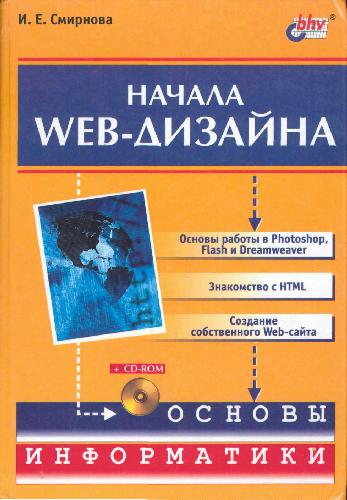 И. Е. Смирнова
bhv®
НАЧАЛА
WEB-ДИЗАЙНА
Основы работы в Photoshop,
Flash и Dreamweaver
http://
Знакомство с HTML
Создание
собственного Web-сайта
+ CD-ROM
ОСНОВЫ
ИНФОРМАТИКИ